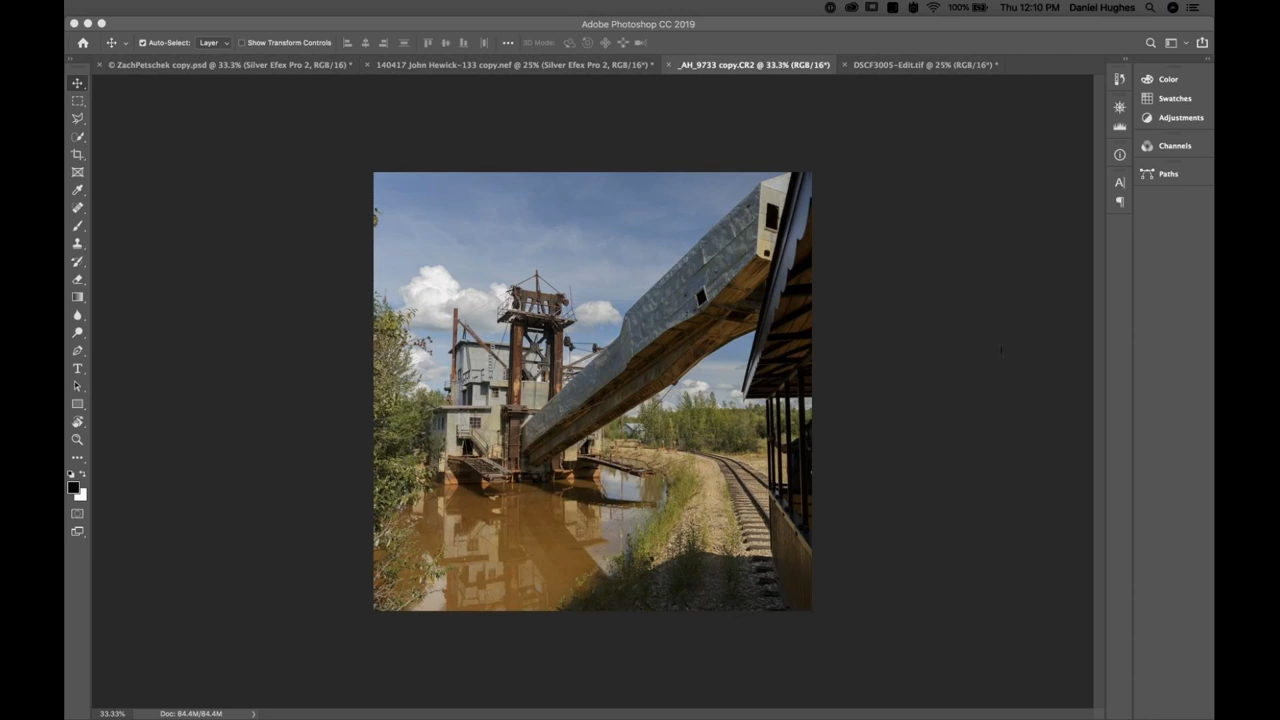 100% Thu 12:10 PM Daniel Hughes
Adobe Photoshop CC 2019
Auto-Select: Layer Show Transform Controls ••• 3D Mode:
× © ZachPetschek copy.psd @ 33.3% (Silver Efex Pro 2, RGB/16) * × 140417 John Hewick-133 copy.nef @ 25% (Silver Efex Pro 2, RGB/16*) * × _AH_9733 copy.CR2 @ 33.3% (RGB/16*) × DSCF3005-Edit.tif @ 25% (RGB/16*) *
Color
Swatches
Adjustments
Channels
Paths
33.33% Doc: 84.4M/84.4M